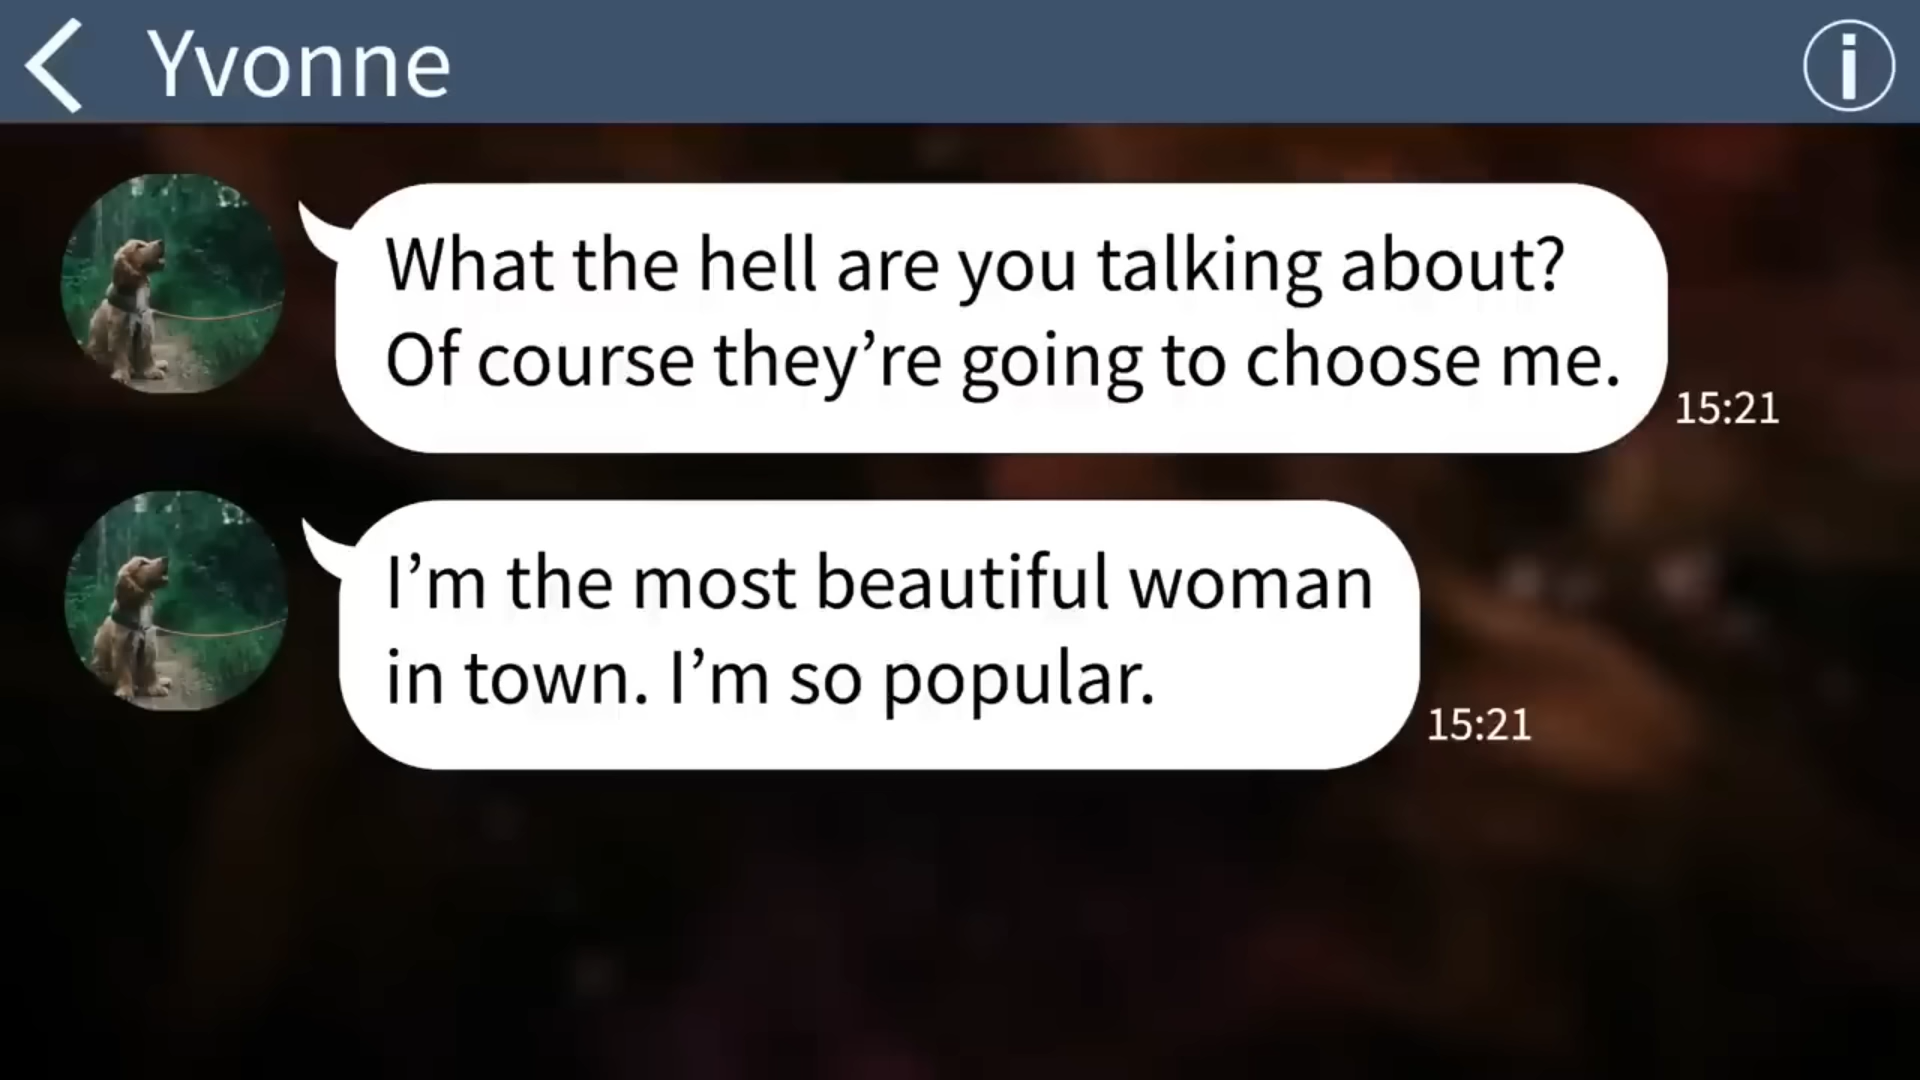 Yvonne
What the hell are you talking about?
Of course they’re going to choose me.
15:21
I’m the most beautiful woman
in town. I’m so popular.
15:21